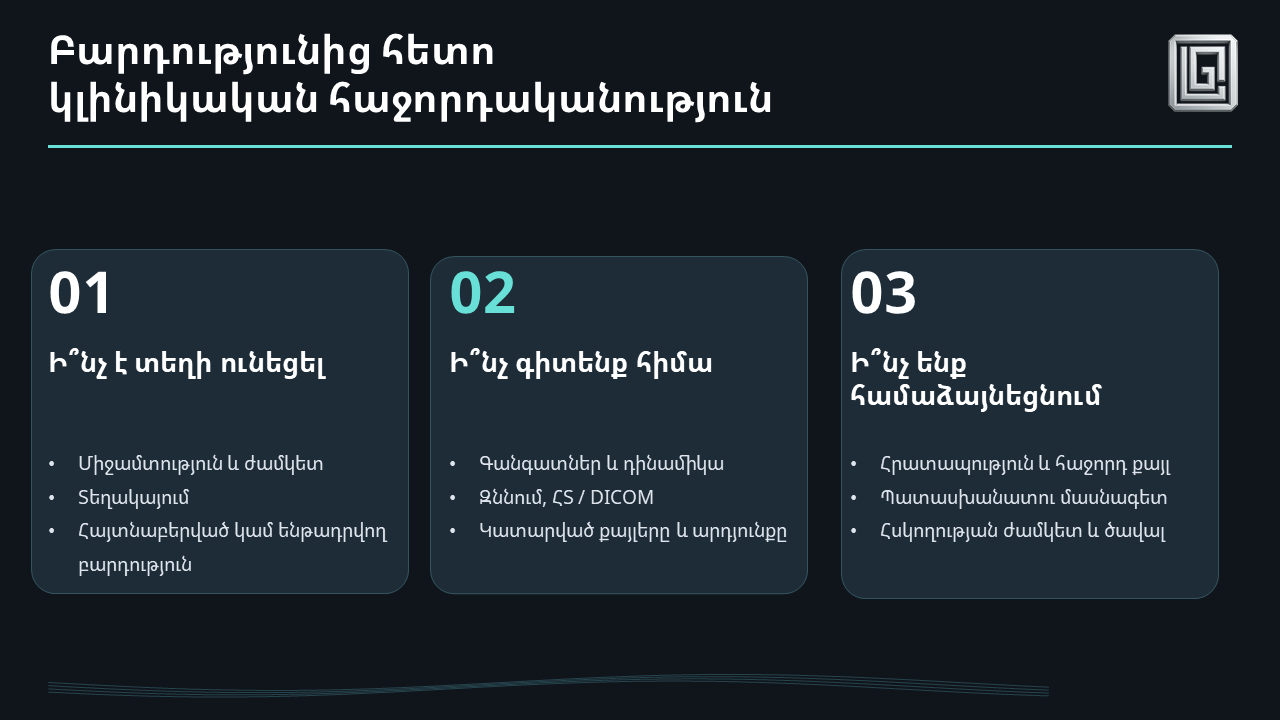 Բարդությունից հետո
կլինիկական հաջորդականություն
01
Ի՞նչ է տեղի ունեցել
• Միջամտություն և ժամկետ
• Տեղակայում
• Հայտնաբերված կամ ենթադրվող
բարդություն
02
Ի՞նչ գիտենք հիմա
• Գանգատներ և դինամիկա
• Զննում, ՀՏ / DICOM
• Կատարված քայլերը և արդյունքը
03
Ի՞նչ ենք
համաձայնեցնում
• Հրատապություն և հաջորդ քայլ
• Պատասխանատու մասնագետ
• Հսկողության ժամկետ և ծավալ